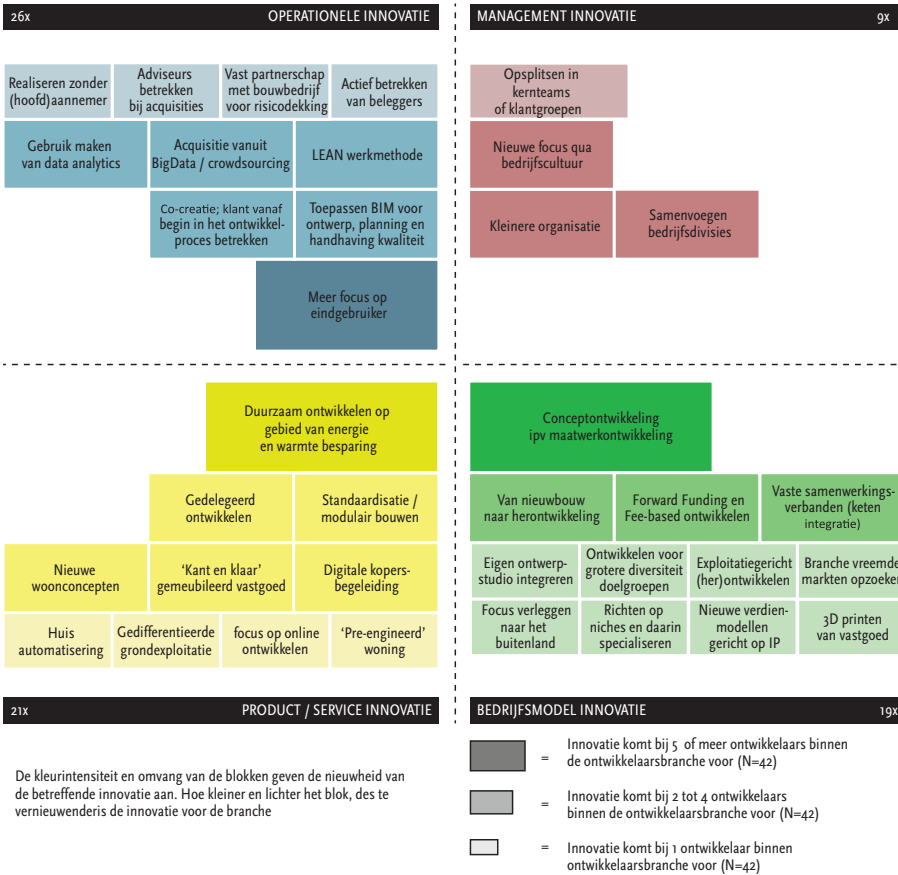 26x OPERATIONELE INNOVATIE
Realiseren zonder
(hoofd)aannemer
Adviseurs
betrekken
bij acquisities
Vast partnerschap
met bouwbedrijf
voor risicodekking
Actief betrekken
van beleggers
Gebruik maken
van data analytics
Acquisitie vanuit
BigData / crowdsourcing
LEAN werkmethode
Co-creatie; klant vanaf
begin in het ontwikkel-
proces betrekken
Toepassen BIM voor
ontwerp, planning en
handhaving kwaliteit
Meer focus op
eindgebruiker
MANAGEMENT INNOVATIE 9x
Opsplitsen in
kernteams
of klantgroepen
Nieuwe focus qua
bedrijfscultuur
Kleinere organisatie
Samenvoegen
bedrijfsdivisies
Duurzaam ontwikkelen op
gebied van energie
en warmte besparing
Gedelegeerd
ontwikkelen
Standaardisatie /
modulair bouwen
Nieuwe
woonconcepten
'Kant en klaar'
gemeubileerd vastgoed
Digitale kopers-
begeleiding
Huis
automatisering
Gedifferentieerde
grondexploitatie
focus op online
ontwikkelen
'Pre-engineerd'
woning
21x PRODUCT / SERVICE INNOVATIE
Conceptontwikkeling
ipv maatwerkontwikkeling
Van nieuwbouw
naar herontwikkeling
Forward Funding en
Fee-based ontwikkelen
Vaste samenwerkings-
verbanden (keten
integratie)
Eigen ontwerp-
studio integreren
Ontwikkelen voor
grotere diversiteit
doelgroepen
Exploitatiegericht
(her)ontwikkelen
Branche vreemde
markten opzoeken
Focus verleggen
naar het
buitenland
Richten op
niches en daarin
specialiseren
Nieuwe verdien-
modellen
gericht op IP
3D printen
van vastgoed
BEDRIJFSMODEL INNOVATIE 19x
De kleurintensiteit en omvang van de blokken geven de nieuwheid van
de betreffende innovatie aan. Hoe kleiner en lichter het blok, des te
vernieuwenderis de innovatie voor de branche
= Innovatie komt bij 5 of meer ontwikkelaars binnen
de ontwikkelaarsbranche voor (N=42)
= Innovatie komt bij 2 tot 4 ontwikkelaars
binnen de ontwikkelaarsbranche voor (N=42)
= Innovatie komt bij 1 ontwikkelaar binnen
ontwikkelaarsbranche voor (N=42)